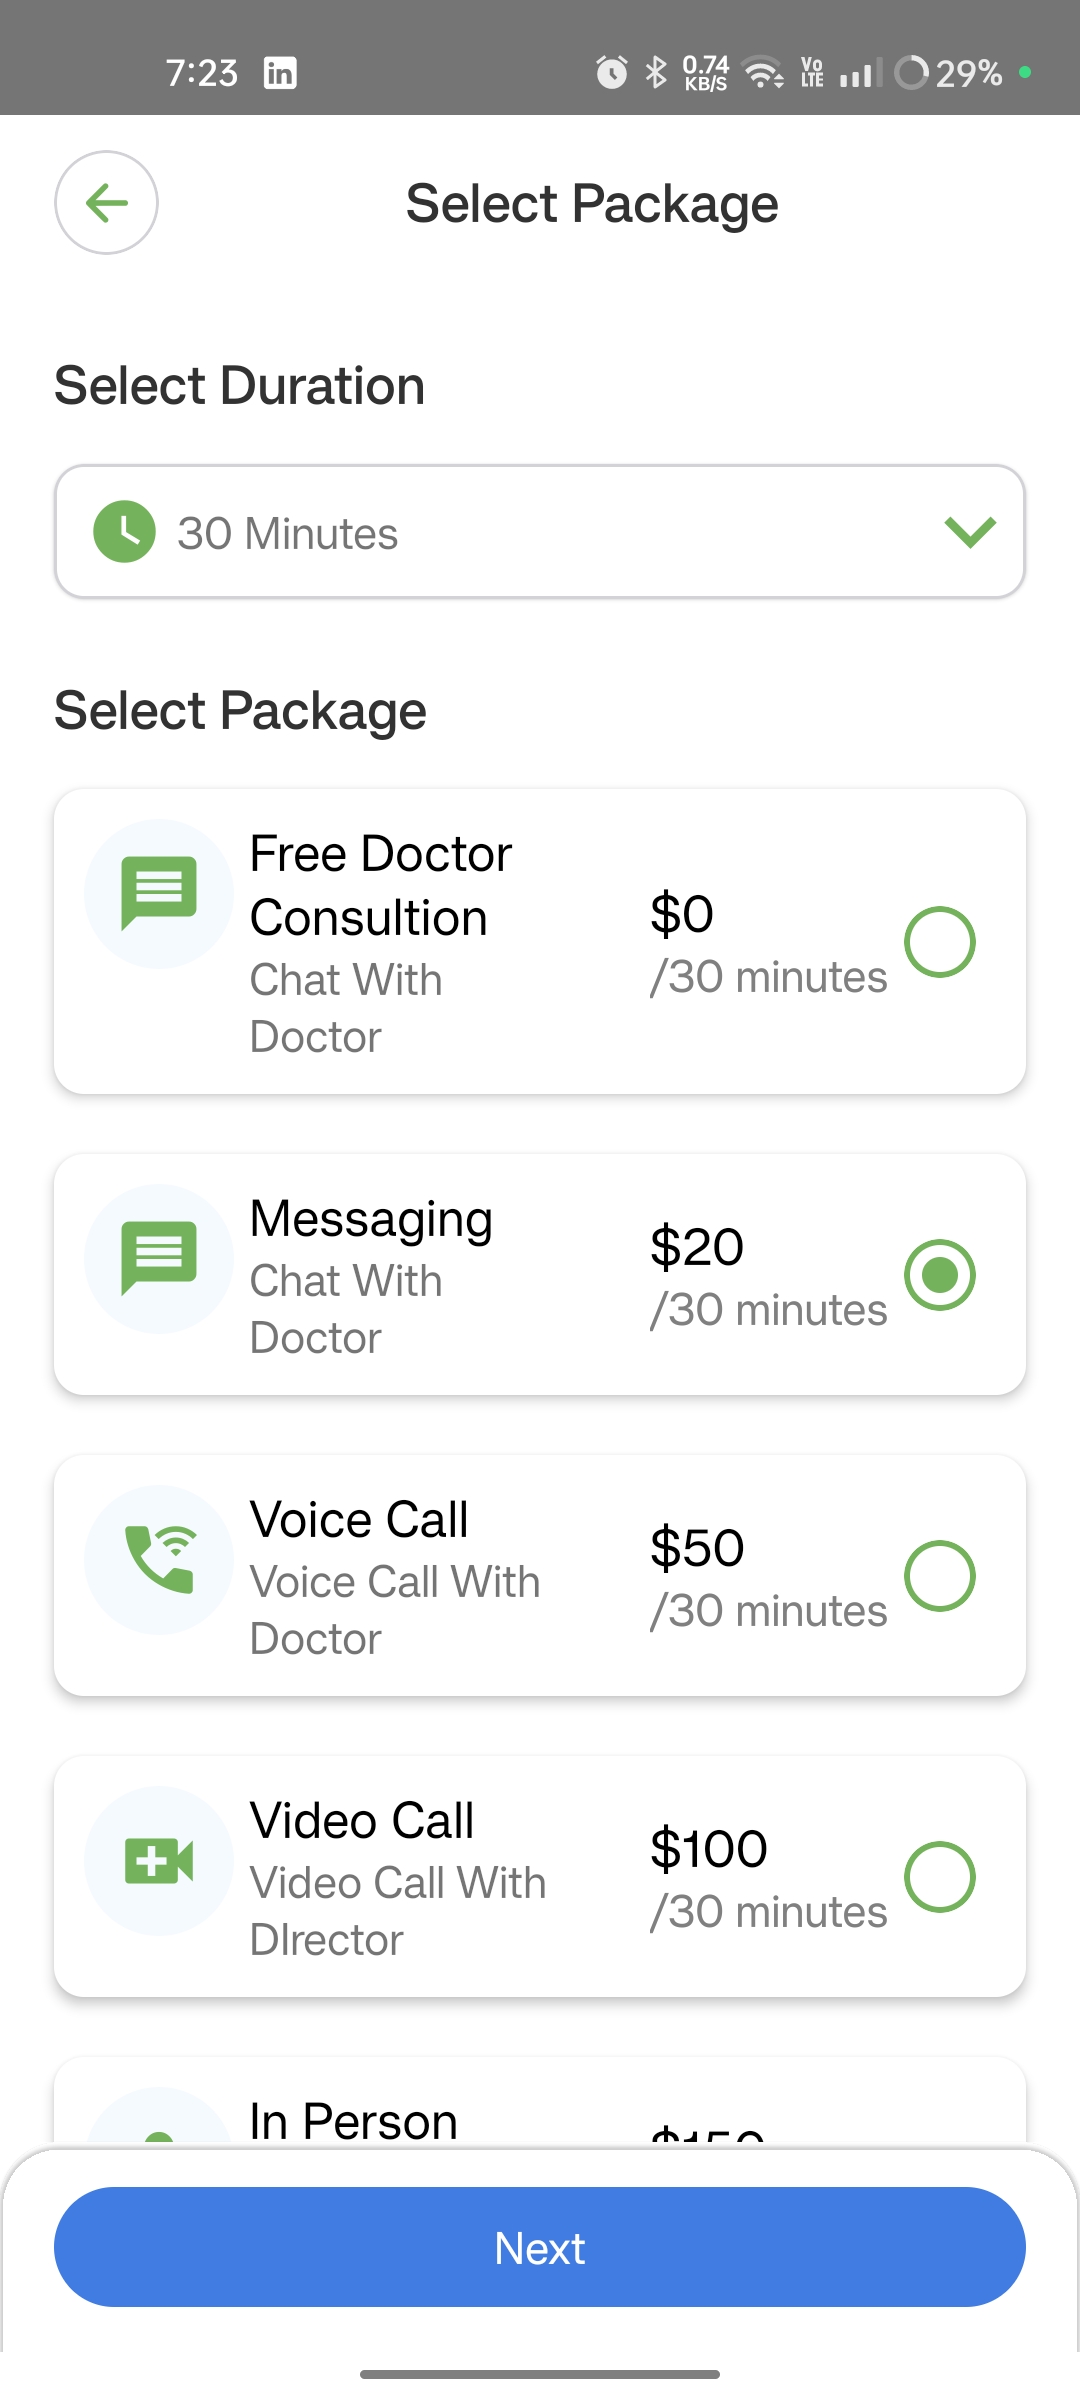 7:23 in 0.74 KB/S Vo LTE 29%
Select Package
Select Duration
30 Minutes
Select Package
Free Doctor
Consultion
Chat With
Doctor
$0
/30 minutes
Messaging
Chat With
Doctor
$20
/30 minutes
Voice Call
Voice Call With
Doctor
$50
/30 minutes
Video Call
Video Call With
DIrector
$100
/30 minutes
In Person
$150
Next